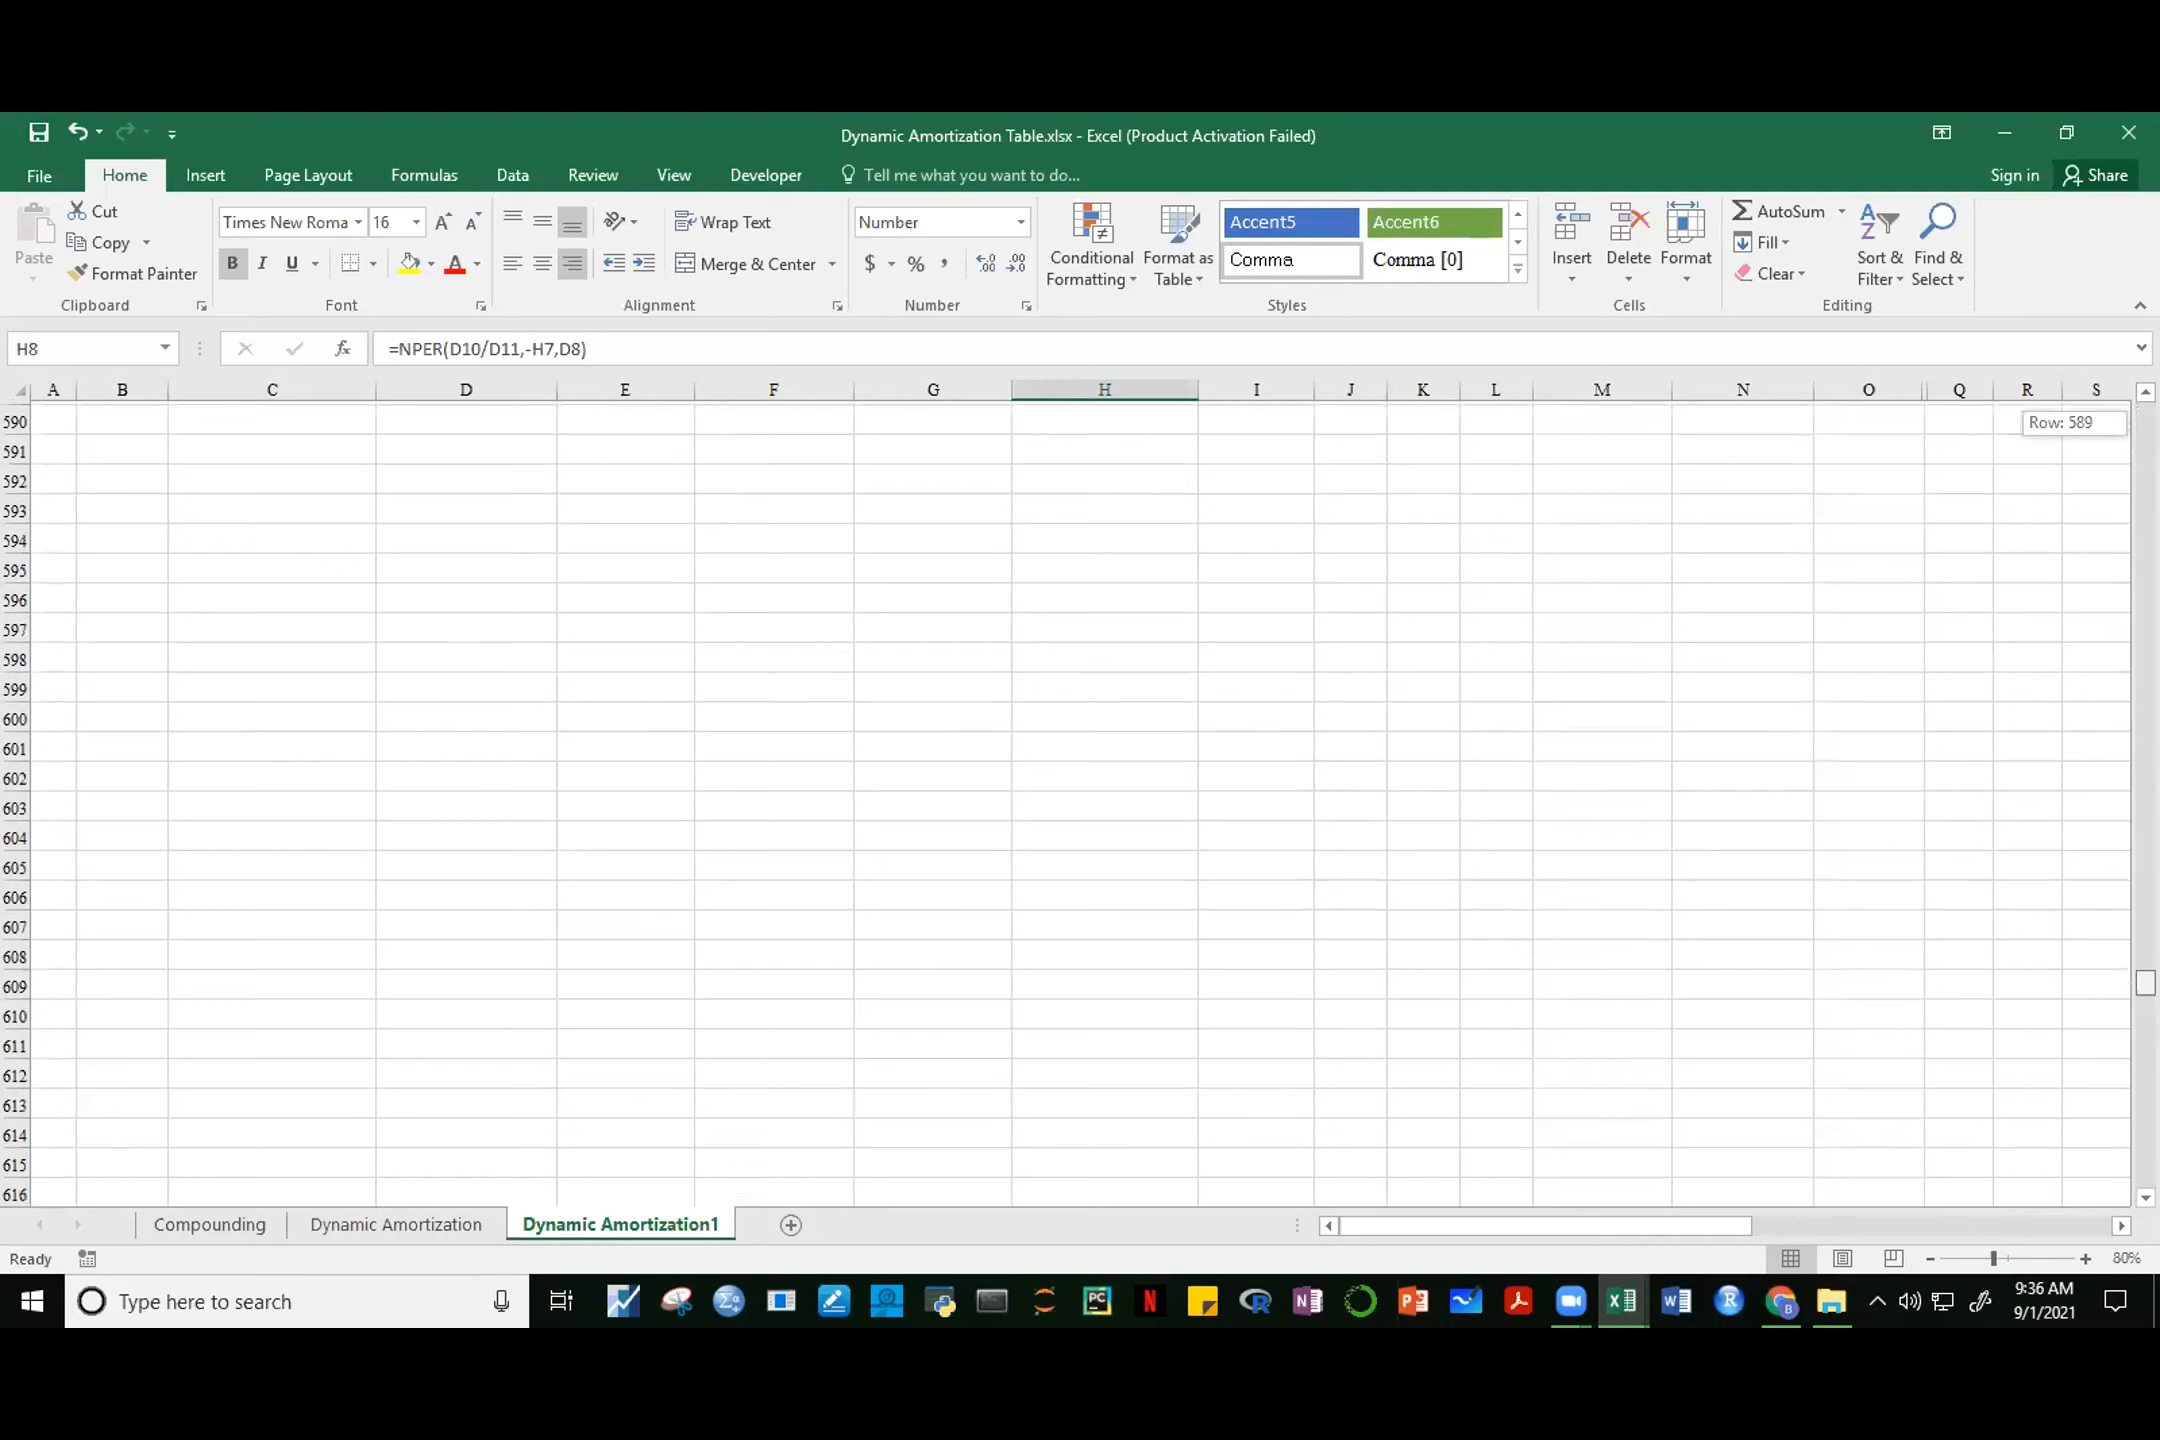 Dynamic Amortization Table.xlsx - Excel (Product Activation Failed)
File Home Insert Page Layout Formulas Data Review View Developer Tell me what you want to do... Sign in Share
Paste
Cut
Copy
Format Painter
Clipboard
Times New Roma 16
B I U
Font
Wrap Text
Merge & Center
Alignment
Number
$ %
Number
Conditional
Formatting
Format as
Table
Accent5 Accent6
Comma Comma [0]
Styles
Insert Delete Format
Cells
AutoSum
Fill
Clear
Sort &
Filter
Find &
Select
Editing
H8 fx =NPER(D10/D11,-H7,D8)
A B C D E F G H I J K L M N O Q R S
590
Row: 589
591
592
593
594
595
596
597
598
599
600
601
602
603
604
605
606
607
608
609
610
611
612
613
614
615
616
Compounding Dynamic Amortization Dynamic Amortization1
Ready 80%
Type here to search
9:36 AM
9/1/2021